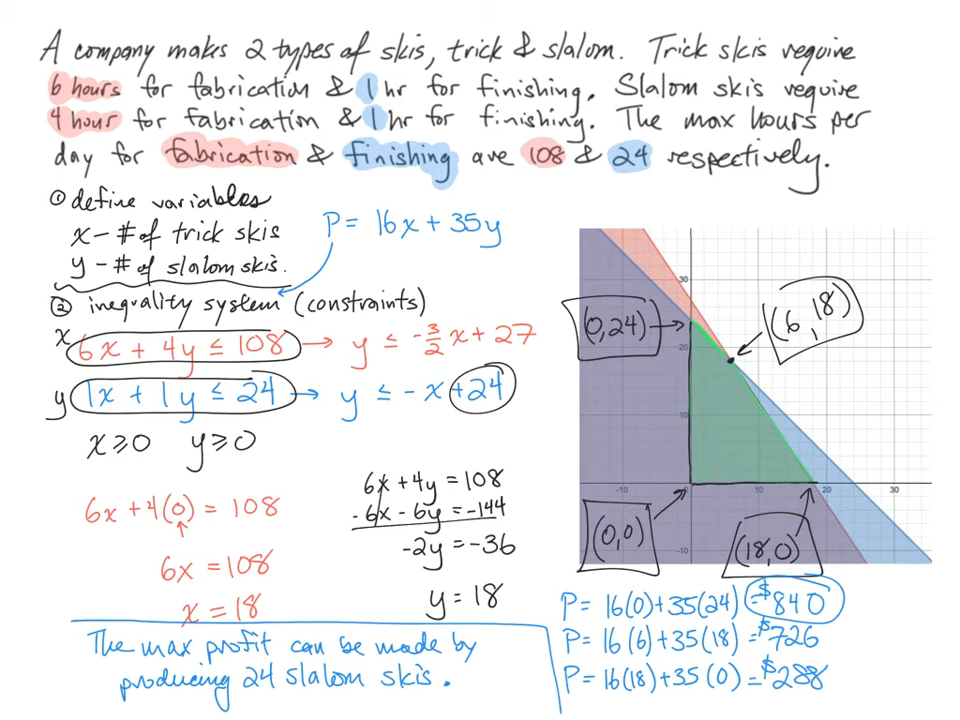 A company makes 2 types of skis, trick & slalom. Trick skis require
6 hours for fabrication & 1 hr for finishing. Slalom skis require
4 hour for fabrication & 1 hr for finishing. The max hours per
day for fabrication & finishing are 108 & 24 respectively.
① define variables
x - # of trick skis
y - # of slalom skis.
P = 16x + 35y
② inequality system (constraints)
x 6x + 4y ≤ 108 → y ≤ -3/2 x + 27
y 1x + 1y ≤ 24 → y ≤ -x + 24
x ≥ 0 y ≥ 0
6x + 4(0) = 108
6x = 108
x = 18
6x + 4y = 108
-6x - 6y = -144
-2y = -36
y = 18
30
20
10
-10
10
20
30
-10
(0,24)
(6,18)
(0,0)
(18,0)
P = 16(0) + 35(24) = $840
P = 16(6) + 35(18) = $726
P = 16(18) + 35(0) = $288
The max profit can be made by
producing 24 slalom skis.